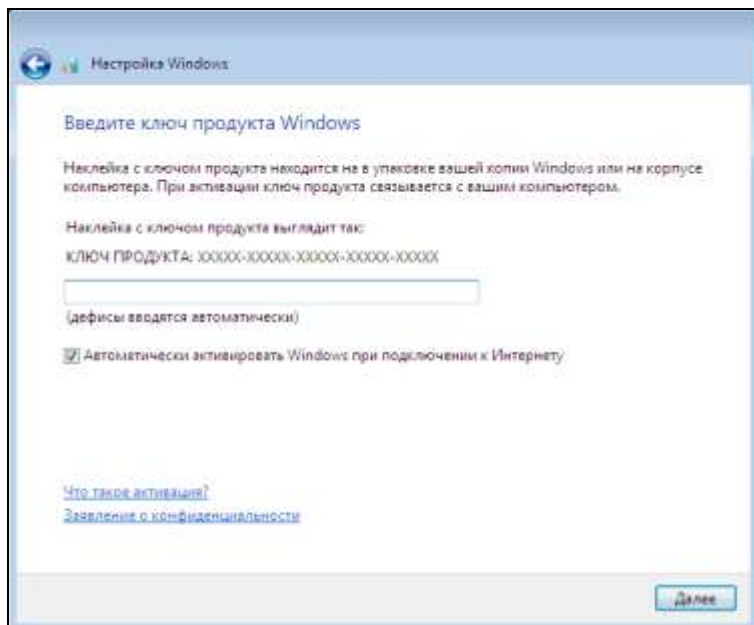 Настройка Windows
Введите ключ продукта Windows
Наклейка с ключом продукта находится на в упаковке вашей копии Windows или на корпусе
компьютера. При активации ключ продукта связывается с вашим компьютером.
Наклейка с ключом продукта выглядит так:
КЛЮЧ ПРОДУКТА: XXXXX-XXXXX-XXXXX-XXXXX-XXXXX
(дефисы вводятся автоматически)
Автоматически активировать Windows при подключении к Интернету
Что такое активация?
Заявление о конфиденциальности
Далее